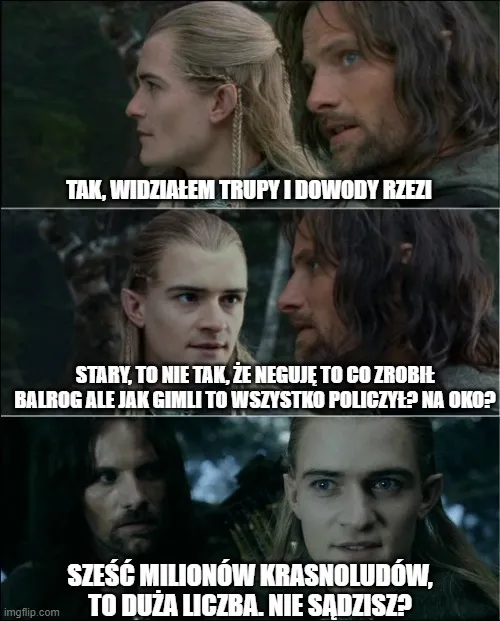 TAK, WIDZIAŁEM TRUPY I DOWODY RZEZI
STARY, TO NIE TAK, ŻE NEGUJĘ TO CO ZROBIŁ
BALROG ALE JAK GIMLI TO WSZYSTKO POLICZYŁ? NA OKO?
SZEŚĆ MILIONÓW KRASNOLUDÓW,
TO DUŻA LICZBA. NIE SĄDZISZ?
imgflip.com